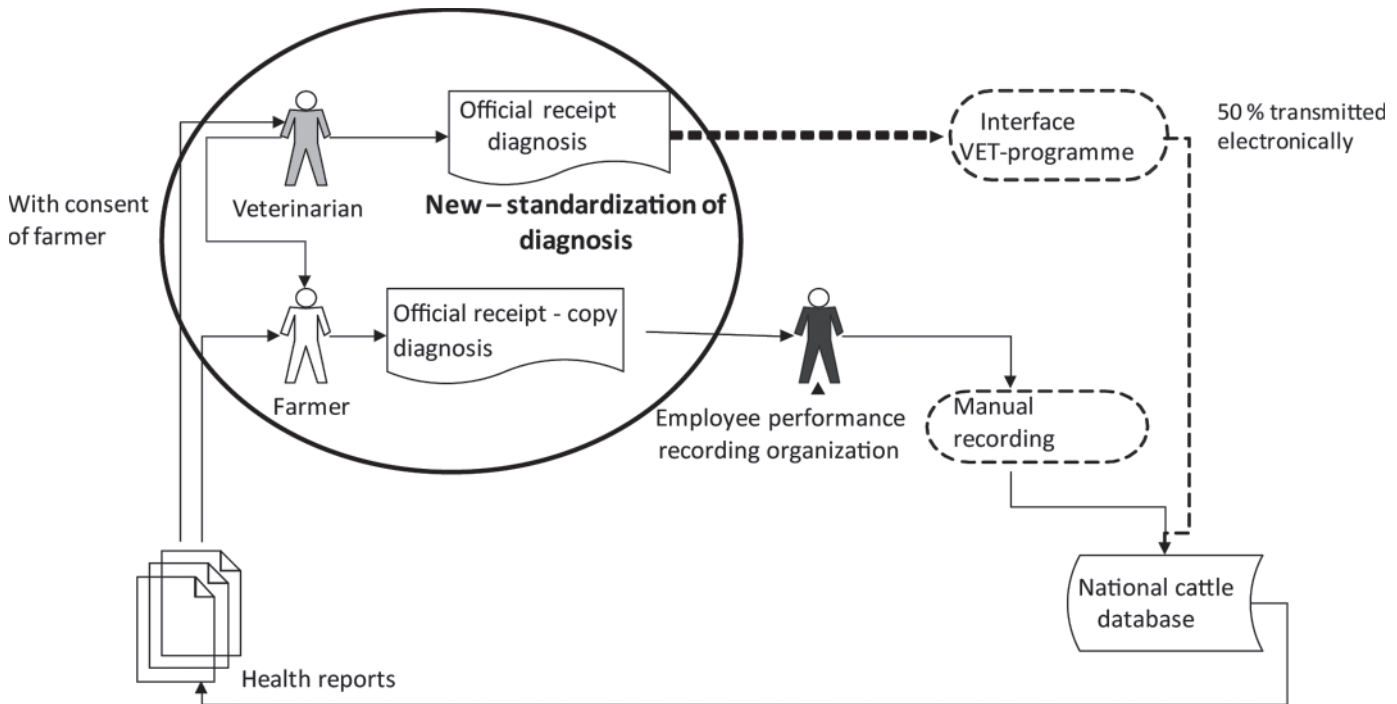 Official receipt
diagnosis
Interface
VET-programme
50 % transmitted
electronically
With consent
of farmer
Veterinarian
New – standardization of
diagnosis
Official receipt - copy
diagnosis
Farmer
Employee performance
recording organization
Manual
recording
National cattle
database
Health reports